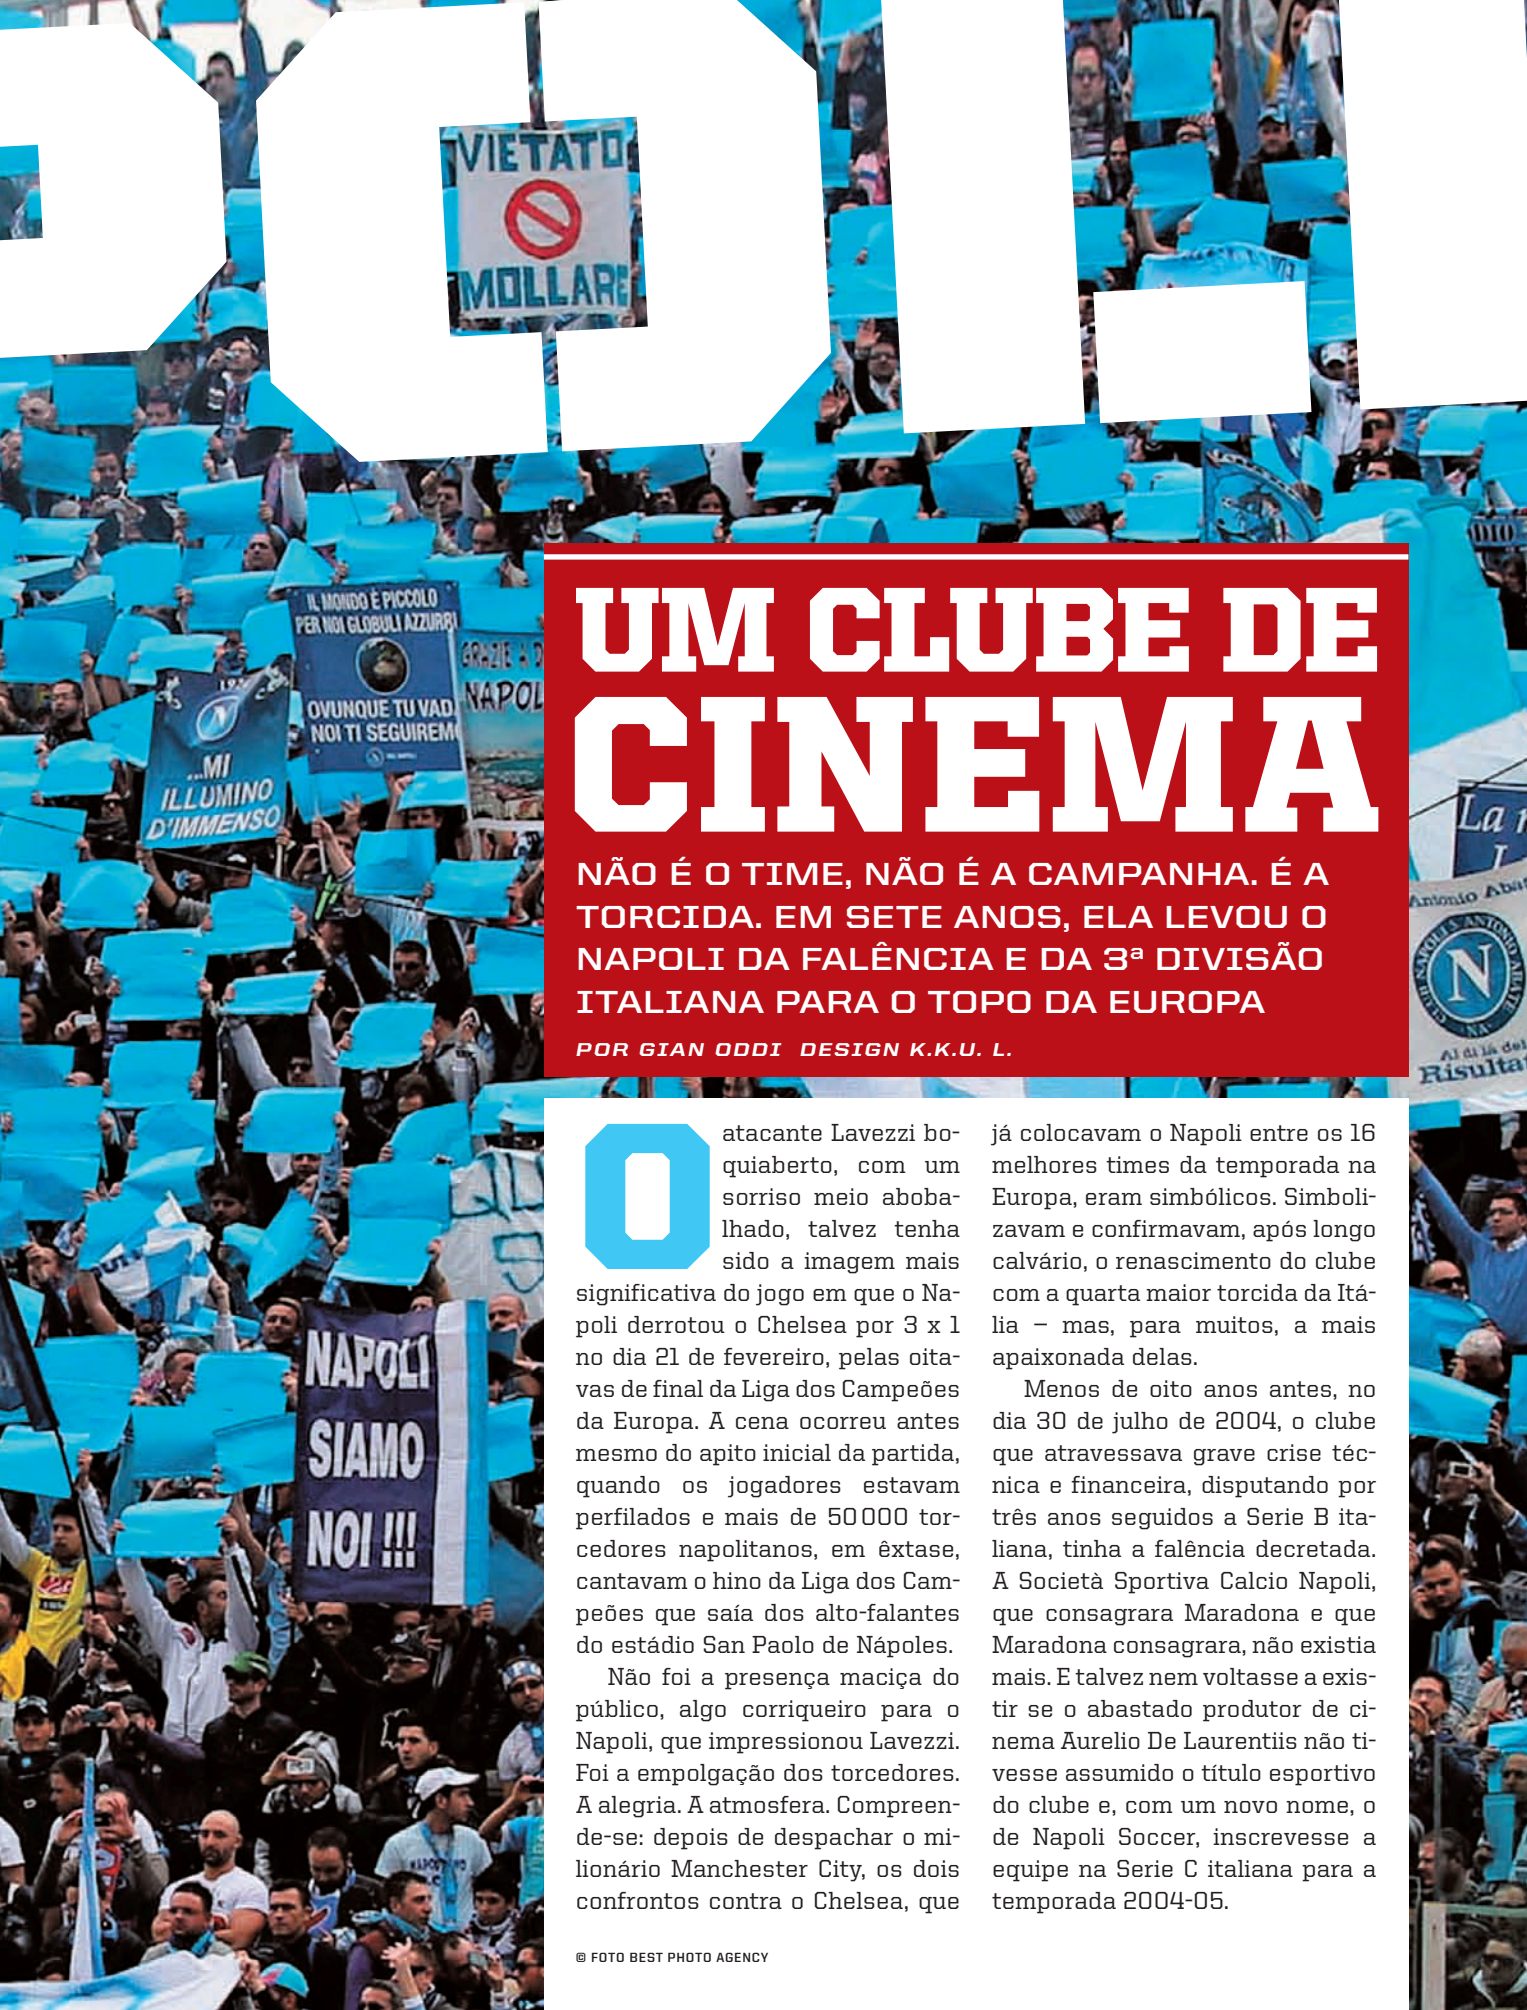 POLI
VIETATO
MOLLARE
IL MONDO È PICCOLO
PER NOI GLOBULI AZZURRI
OVUNQUE TU VAD
NOI TI SEGUIREMO
GRAZIE A D
NAPOL
...MI
ILLUMINO
D'IMMENSO
NAPOLI
SIAMO
NOI !!!
La
Antonio Abat
N
Al di là del
Risulta
UM CLUBE DE
CINEMA
NÃO É O TIME, NÃO É A CAMPANHA. É A
TORCIDA. EM SETE ANOS, ELA LEVOU O
NAPOLI DA FALÊNCIA E DA 3ª DIVISÃO
ITALIANA PARA O TOPO DA EUROPA
POR GIAN ODDI DESIGN K.K.U. L.
O atacante Lavezzi bo-
quiaberto, com um
sorriso meio aboba-
lhado, talvez tenha
sido a imagem mais
significativa do jogo em que o Na-
poli derrotou o Chelsea por 3 x 1
no dia 21 de fevereiro, pelas oita-
vas de final da Liga dos Campeões
da Europa. A cena ocorreu antes
mesmo do apito inicial da partida,
quando os jogadores estavam
perfilados e mais de 50 000 tor-
cedores napolitanos, em êxtase,
cantavam o hino da Liga dos Cam-
peões que saía dos alto-falantes
do estádio San Paolo de Nápoles.
Não foi a presença maciça do
público, algo corriqueiro para o
Napoli, que impressionou Lavezzi.
Foi a empolgação dos torcedores.
A alegria. A atmosfera. Compreen-
de-se: depois de despachar o mi-
lionário Manchester City, os dois
confrontos contra o Chelsea, que
já colocavam o Napoli entre os 16
melhores times da temporada na
Europa, eram simbólicos. Simboli-
zavam e confirmavam, após longo
calvário, o renascimento do clube
com a quarta maior torcida da Itá-
lia – mas, para muitos, a mais
apaixonada delas.
Menos de oito anos antes, no
dia 30 de julho de 2004, o clube
que atravessava grave crise téc-
nica e financeira, disputando por
três anos seguidos a Serie B ita-
liana, tinha a falência decretada.
A Società Sportiva Calcio Napoli,
que consagrara Maradona e que
Maradona consagrara, não existia
mais. E talvez nem voltasse a exis-
tir se o abastado produtor de ci-
nema Aurelio De Laurentiis não ti-
vesse assumido o título esportivo
do clube e, com um novo nome, o
de Napoli Soccer, inscrevesse a
equipe na Serie C italiana para a
temporada 2004-05.
© FOTO BEST PHOTO AGENCY